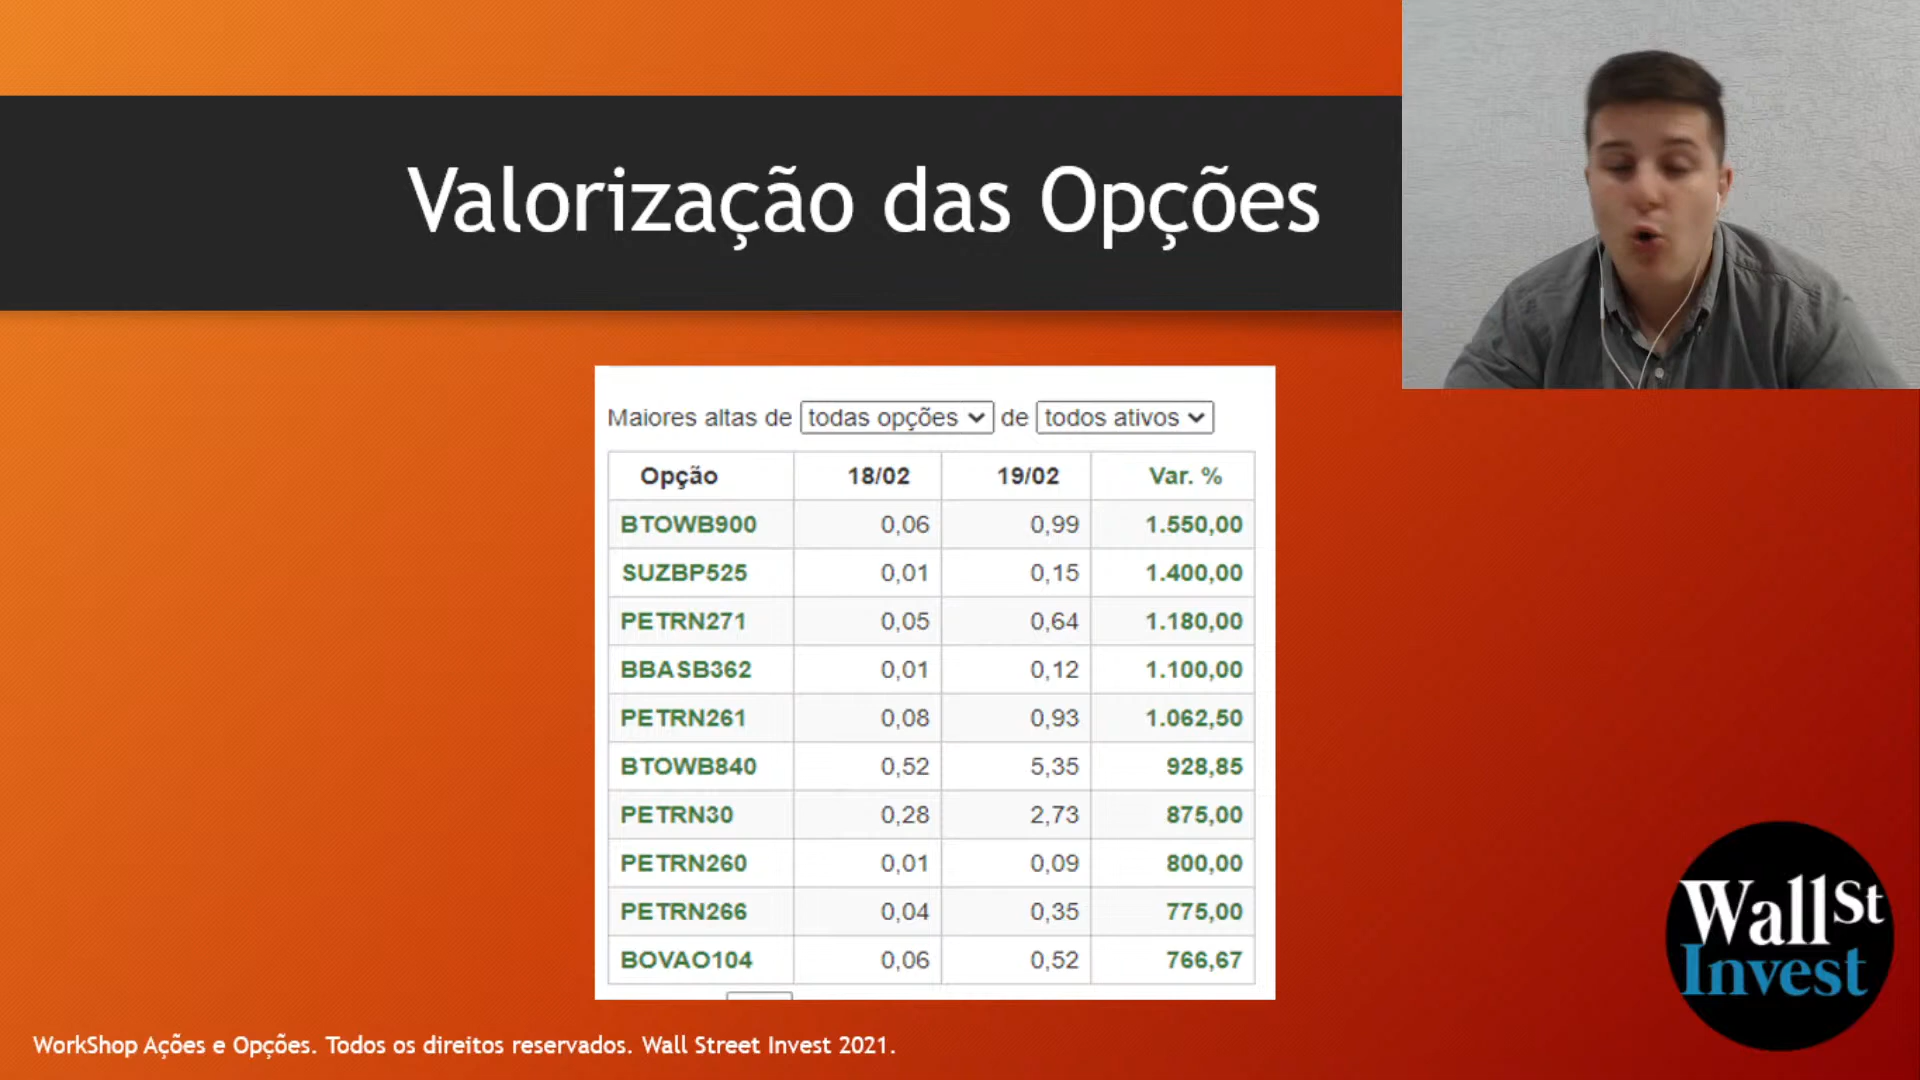 Valorização das Opções
Maiores altas de todas opções de todos ativos
Opção 18/02 19/02 Var. %
BTOWB900 0,06 0,99 1.550,00
SUZBP525 0,01 0,15 1.400,00
PETRN271 0,05 0,64 1.180,00
BBASB362 0,01 0,12 1.100,00
PETRN261 0,08 0,93 1.062,50
BTOWB840 0,52 5,35 928,85
PETRN30 0,28 2,73 875,00
PETRN260 0,01 0,09 800,00
PETRN266 0,04 0,35 775,00
BOVAO104 0,06 0,52 766,67
Wall St
Invest
WorkShop Ações e Opções. Todos os direitos reservados. Wall Street Invest 2021.